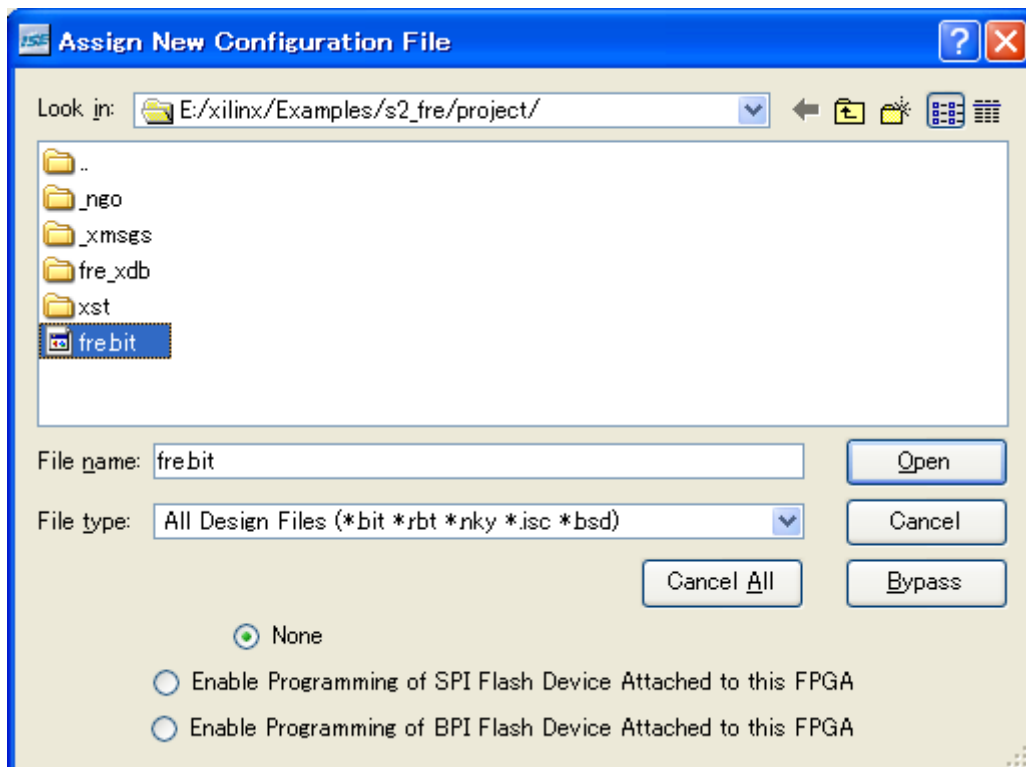 ISE Assign New Configuration File
Look in: E:/xilinx/Examples/s2_fre/project/
..
_ngo
_xmsgs
fre_xdb
xst
fre.bit
File name: fre.bit Open
File type: All Design Files (*.bit *.rbt *.nky *.isc *.bsd) Cancel
Cancel All Bypass
None
Enable Programming of SPI Flash Device Attached to this FPGA
Enable Programming of BPI Flash Device Attached to this FPGA